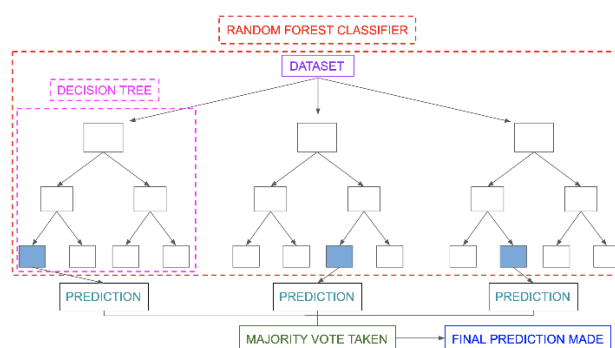 RANDOM FOREST CLASSIFIER
DATASET
DECISION TREE
PREDICTION
PREDICTION
PREDICTION
MAJORITY VOTE TAKEN
FINAL PREDICTION MADE